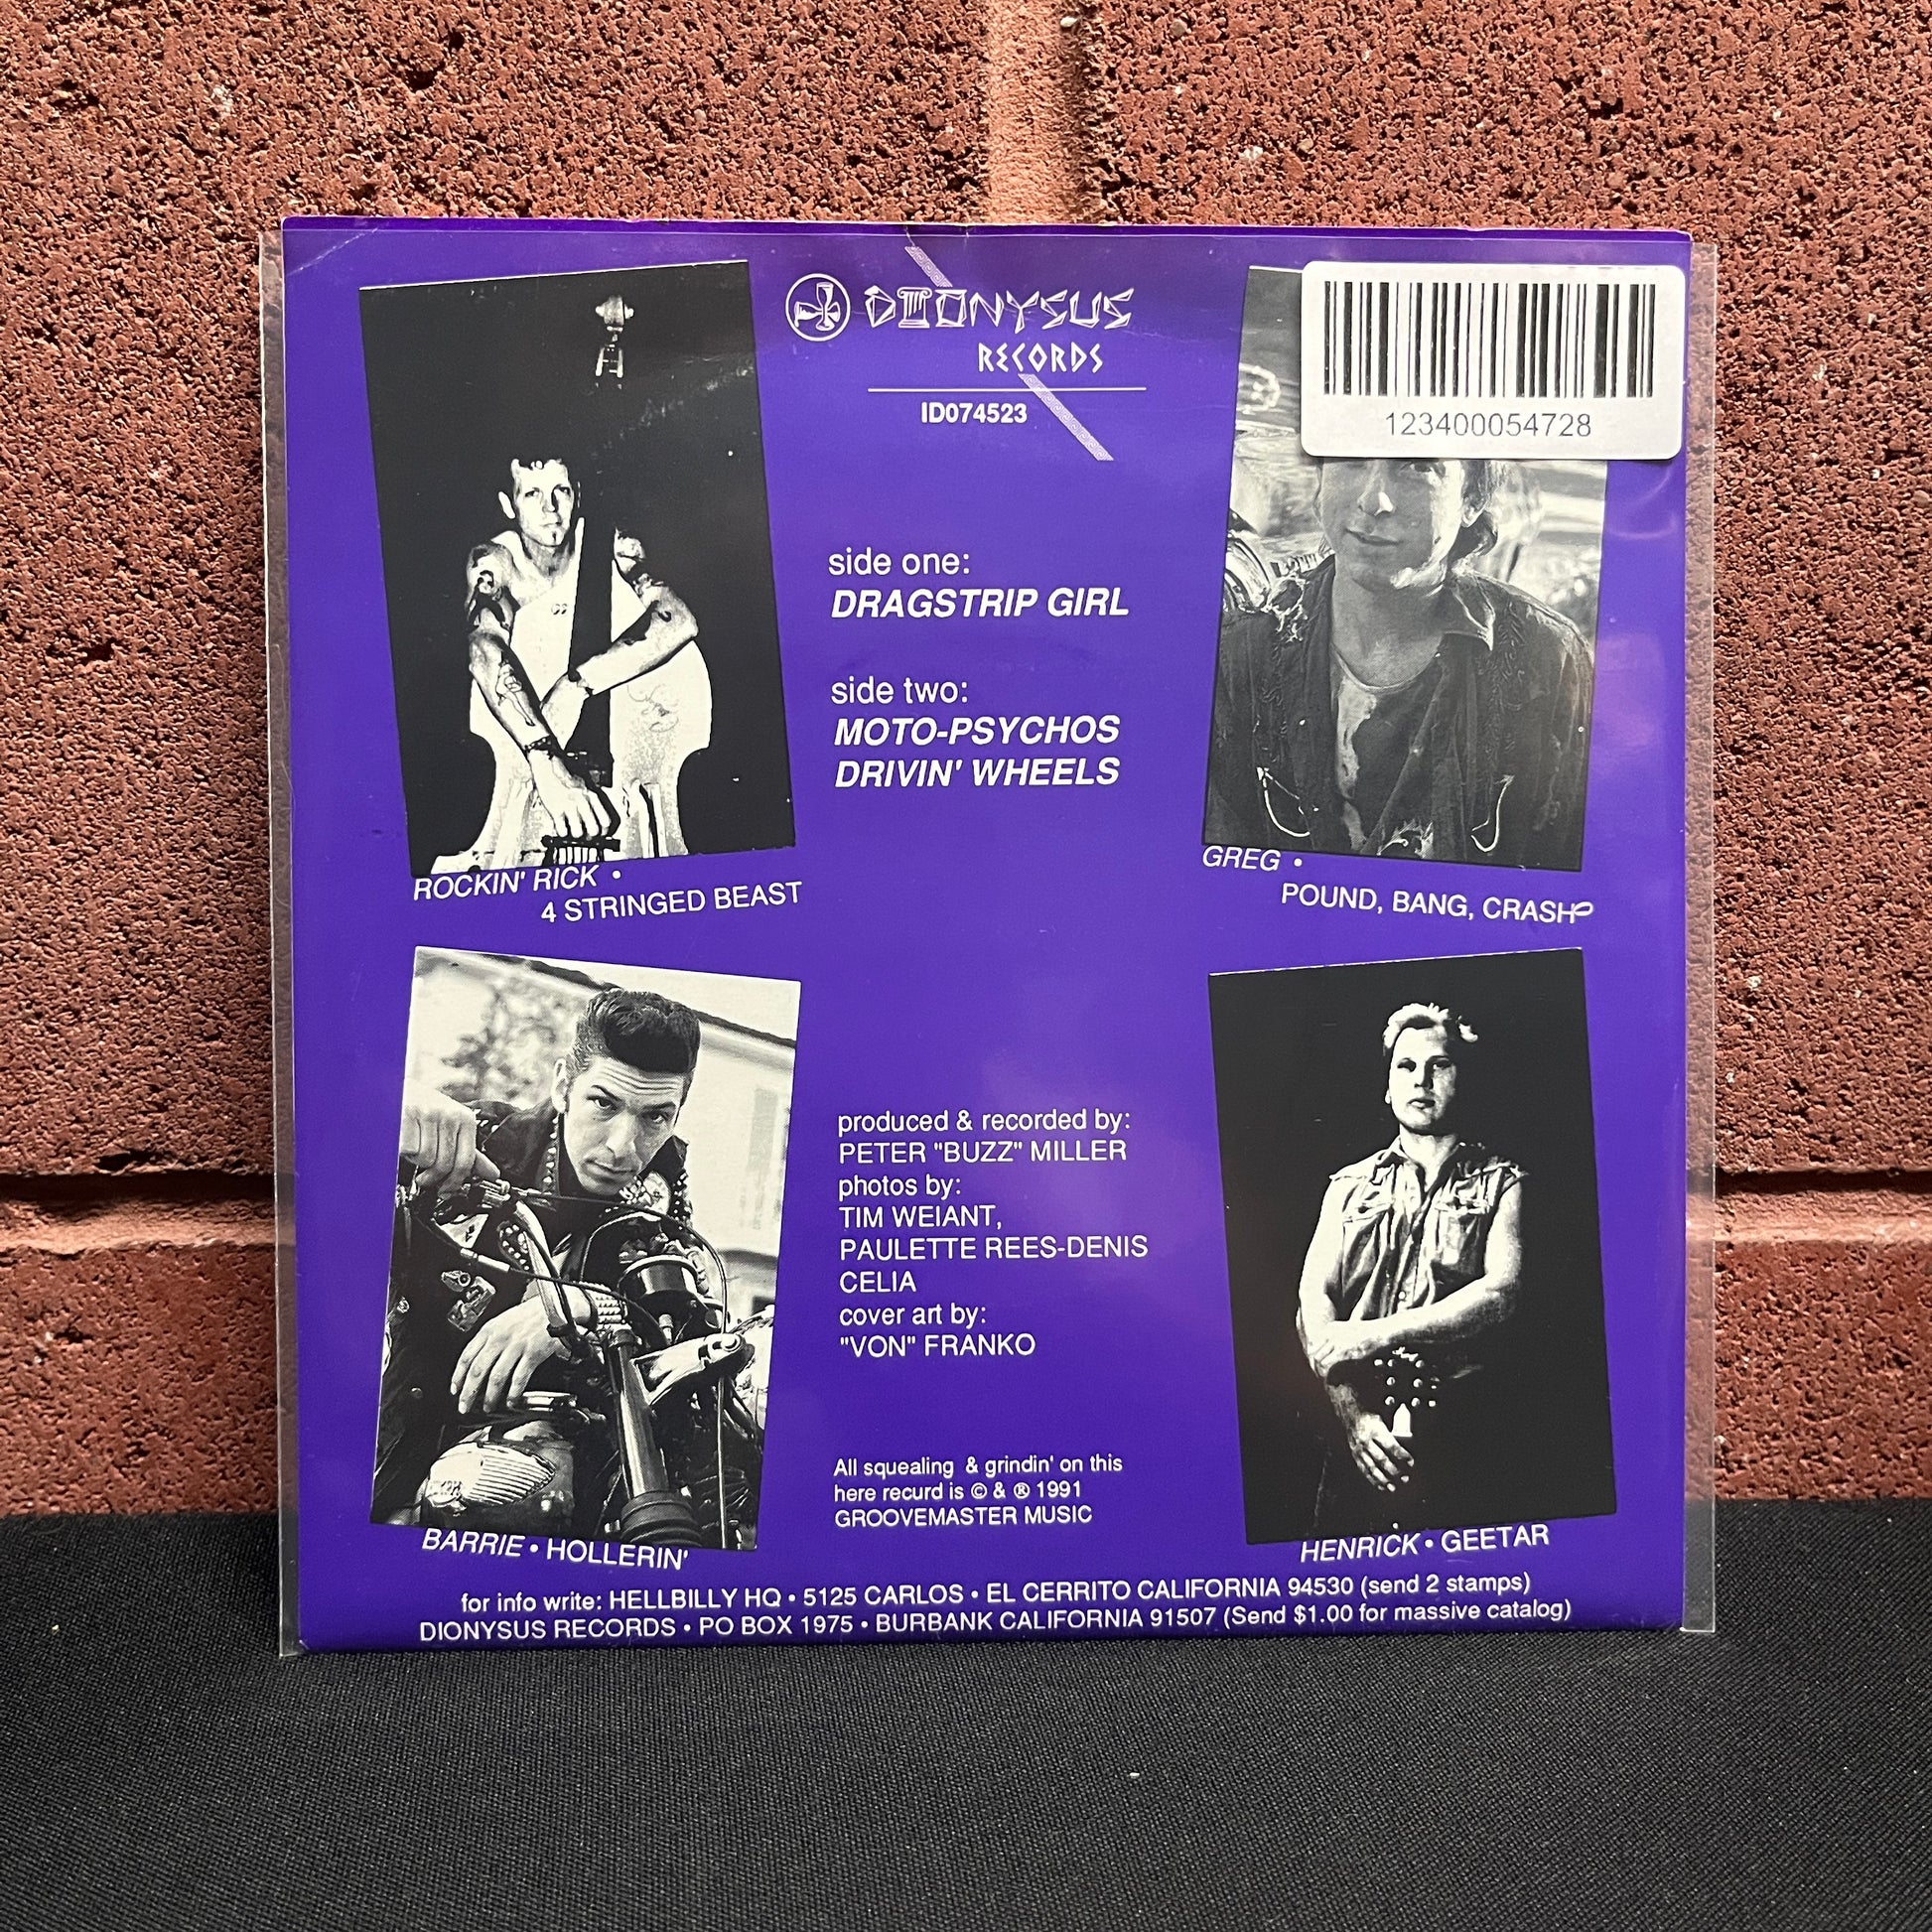 DIONYSUS
RECORDS
ID074523
123400054728
side one:
DRAGSTRIP GIRL
side two:
MOTO-PSYCHOS
DRIVIN' WHEELS
ROCKIN' RICK •
4 STRINGED BEAST
GREG •
POUND, BANG, CRASH
produced & recorded by:
PETER "BUZZ" MILLER
photos by:
TIM WEIANT,
PAULETTE REES-DENIS
CELIA
cover art by:
"VON" FRANKO
All squealing & grindin' on this
here recurd is © & ® 1991
GROOVEMASTER MUSIC
BARRIE • HOLLERIN'
HENRICK • GEETAR
for info write: HELLBILLY HQ • 5125 CARLOS • EL CERRITO CALIFORNIA 94530 (send 2 stamps)
DIONYSUS RECORDS • PO BOX 1975 • BURBANK CALIFORNIA 91507 (Send $1.00 for massive catalog)